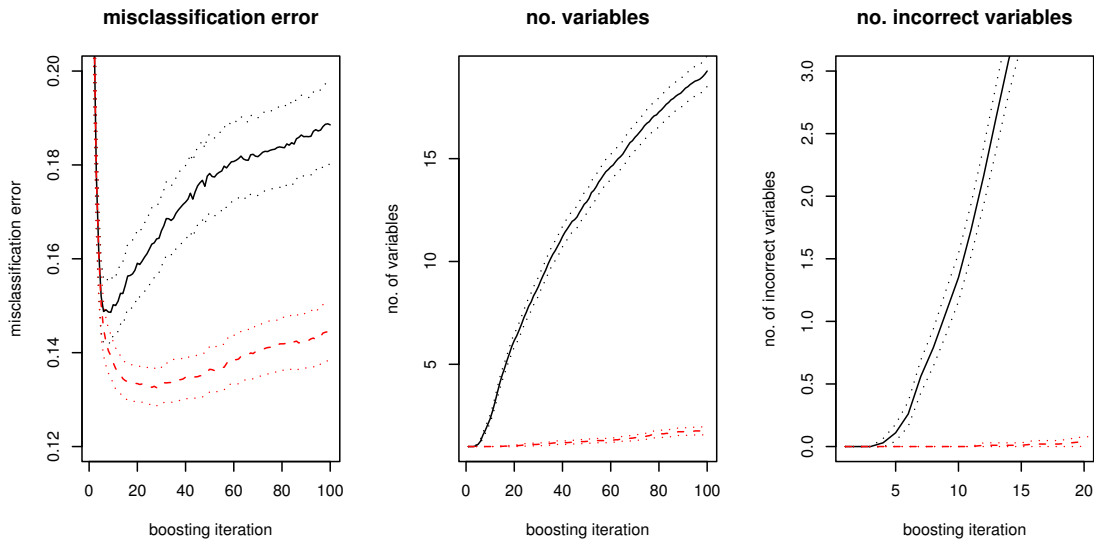 misclassification error
no. variables
no. incorrect variables
misclassification error
0.12 0.14 0.16 0.18 0.20
0 20 40 60 80 100
boosting iteration
no. of variables
5 10 15
0 20 40 60 80 100
boosting iteration
no. of incorrect variables
0.0 0.5 1.0 1.5 2.0 2.5 3.0
5 10 15 20
boosting iteration